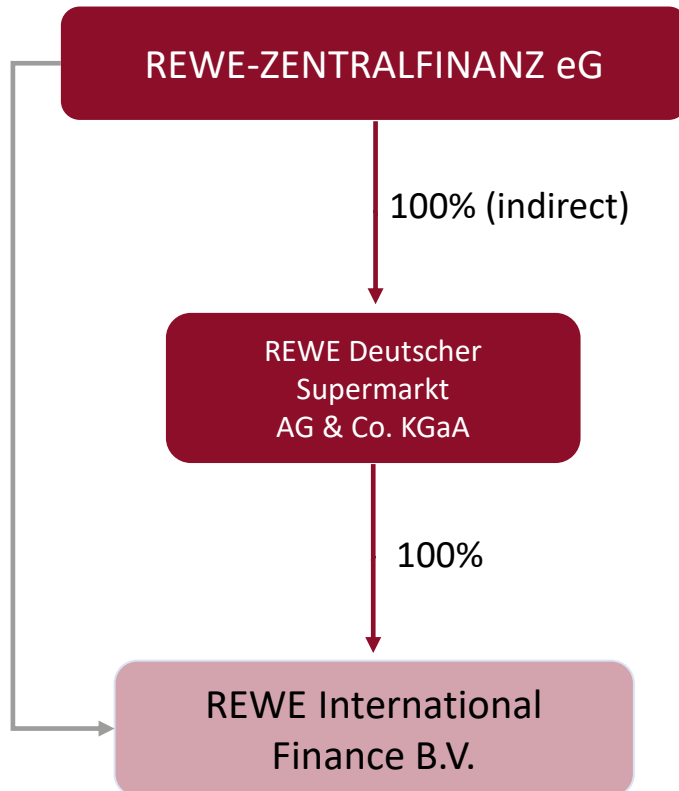 REWE-ZENTRALFINANZ eG
100% (indirect)
REWE Deutscher
Supermarkt
AG & Co. KGaA
100%
REWE International
Finance B.V.